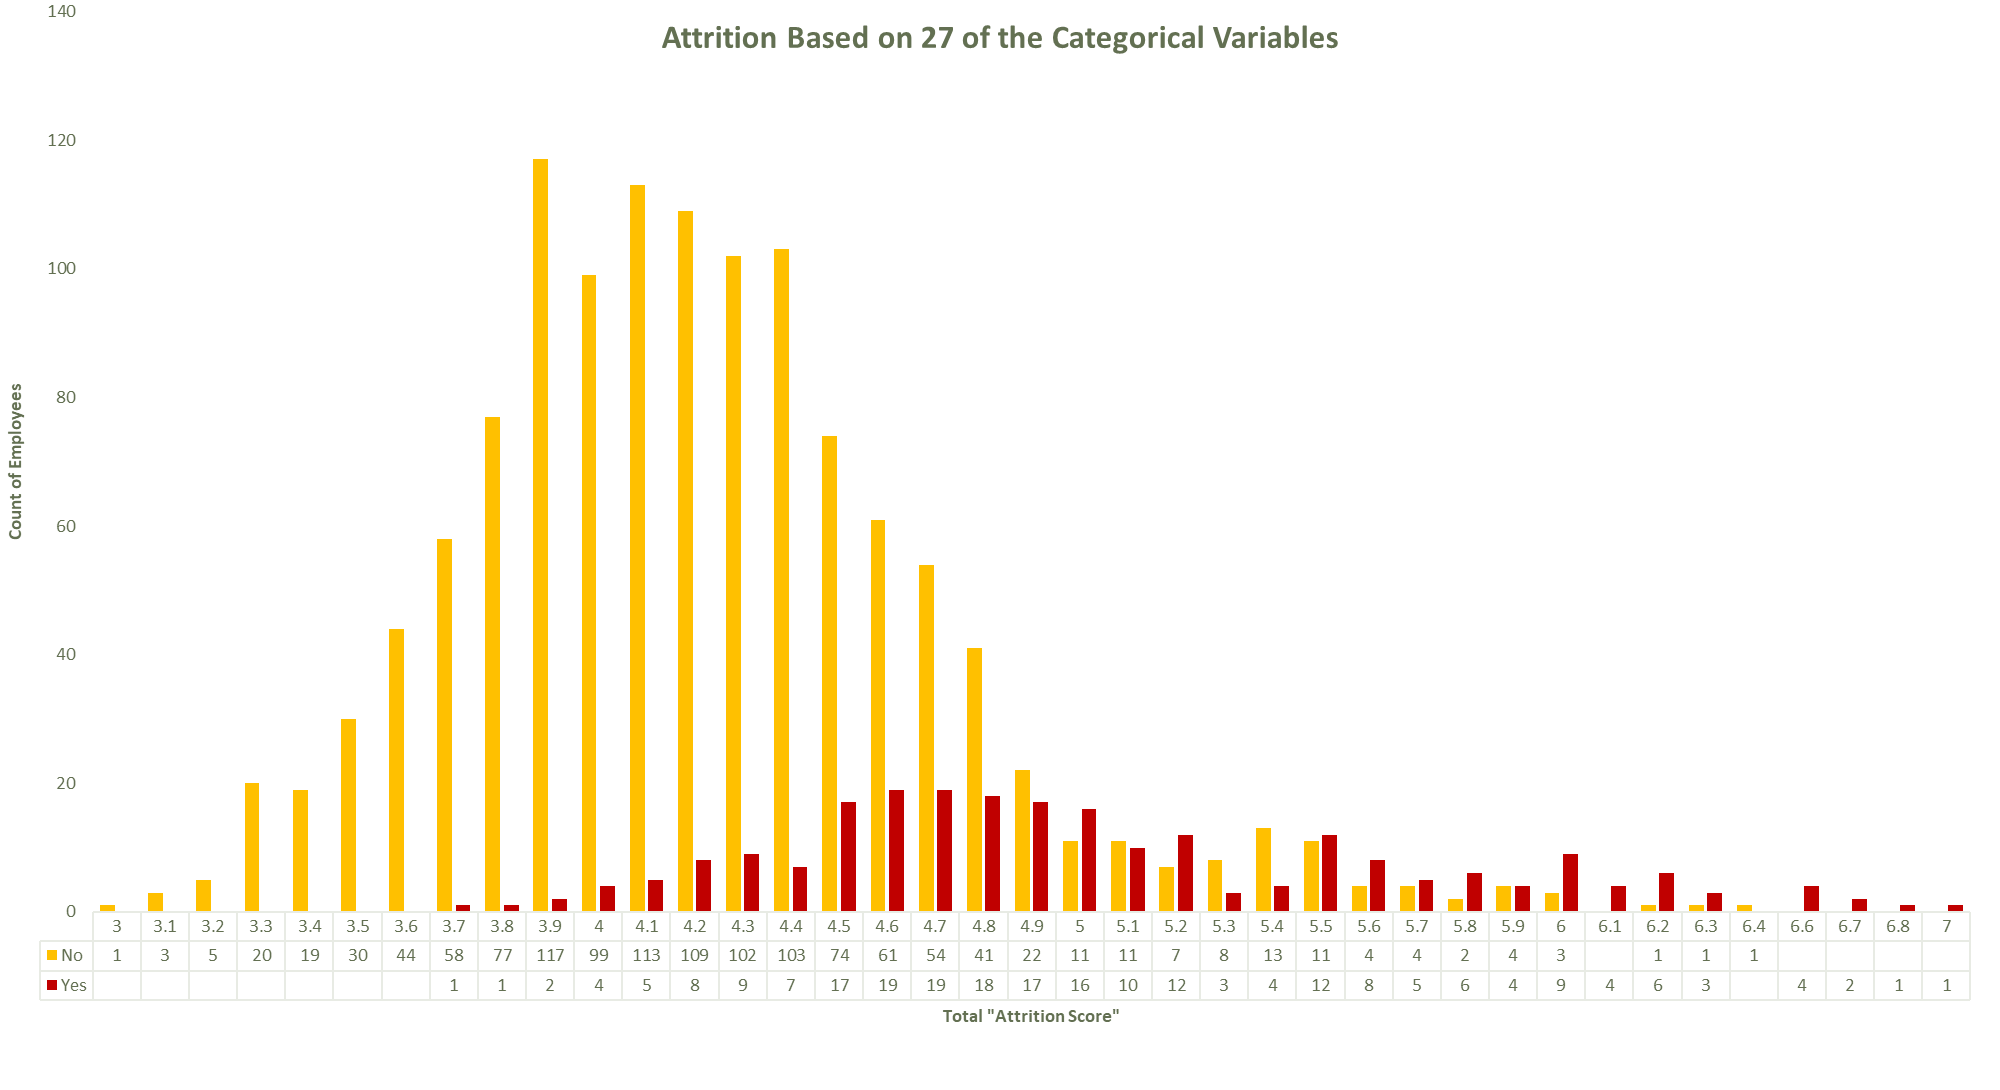 140
Attrition Based on 27 of the Categorical Variables
120
100
80
60
40
20
0
Count of Employees
3 3.1 3.2 3.3 3.4 3.5 3.6 3.7 3.8 3.9 4 4.1 4.2 4.3 4.4 4.5 4.6 4.7 4.8 4.9 5 5.1 5.2 5.3 5.4 5.5 5.6 5.7 5.8 5.9 6 6.1 6.2 6.3 6.4 6.6 6.7 6.8 7
No 1 3 5 20 19 30 44 58 77 117 99 113 109 102 103 74 61 54 41 22 11 11 7 8 13 11 4 4 2 4 3 1 1 1
Yes 1 1 2 4 5 8 9 7 17 19 19 18 17 16 10 12 3 4 12 8 5 6 4 9 4 6 3 4 2 1 1
Total "Attrition Score"